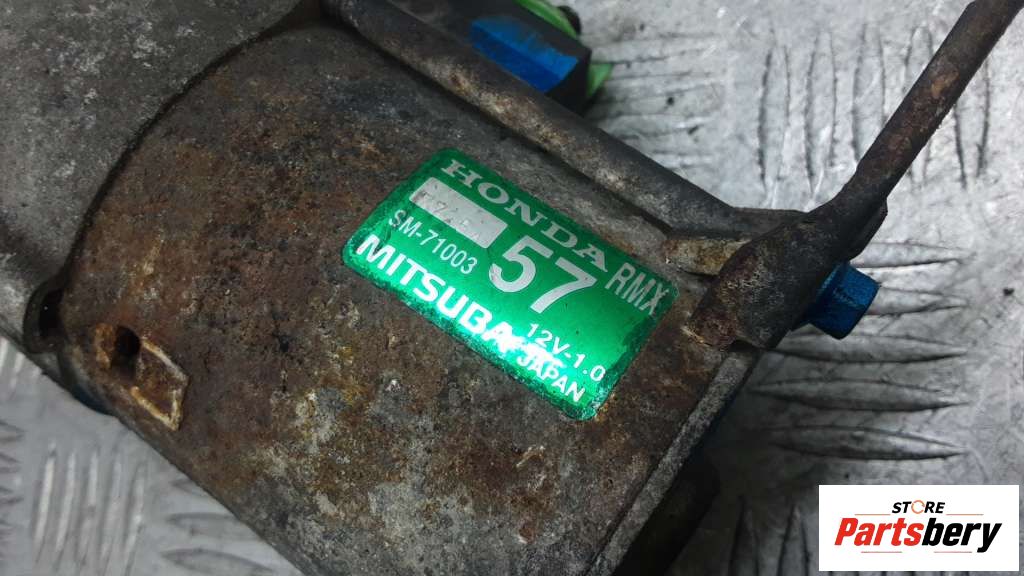 HONDA
SM-71003
57
RMX
MITSUBA
12V-1.0
JAPAN
STORE
Partsbery